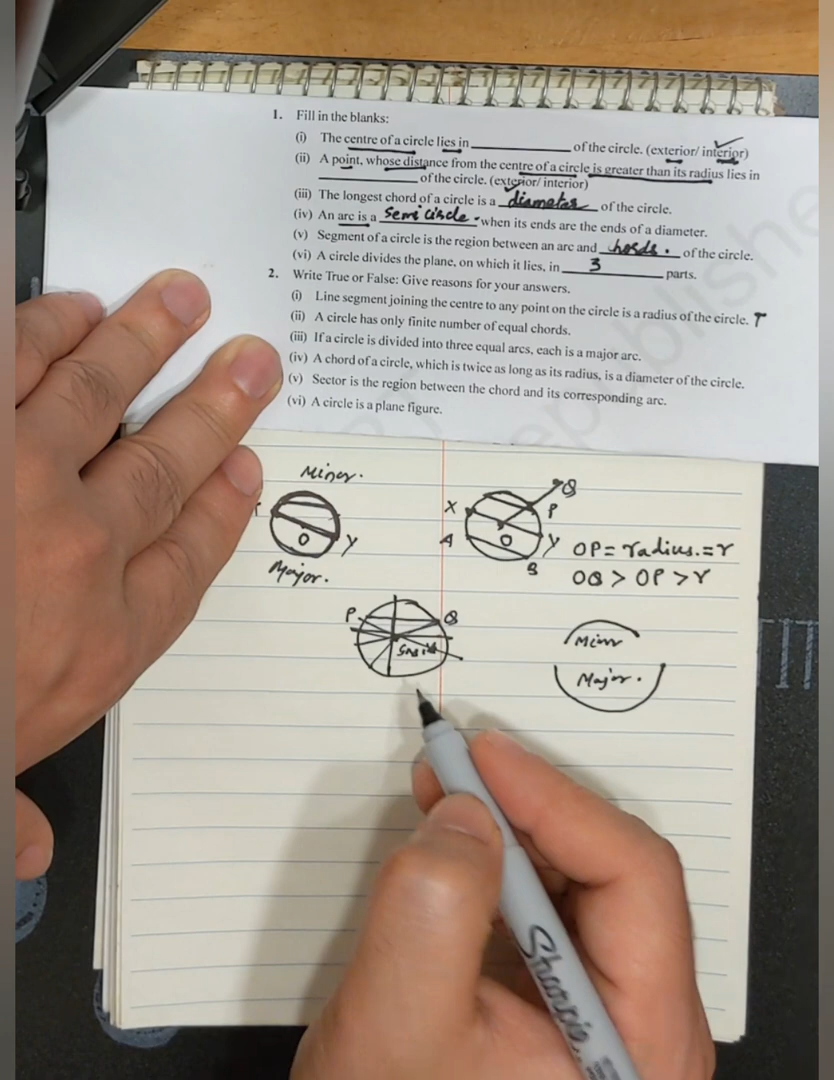 1. Fill in the blanks:
(i) The centre of a circle lies in __________ of the circle. (exterior/ interior)
(ii) A point, whose distance from the centre of a circle is greater than its radius lies in
__________ of the circle. (exterior/ interior)
(iii) The longest chord of a circle is a diameter of the circle.
(iv) An arc is a semi circle. when its ends are the ends of a diameter.
(v) Segment of a circle is the region between an arc and chords. of the circle.
(vi) A circle divides the plane, on which it lies, in 3 parts.
2. Write True or False: Give reasons for your answers.
(i) Line segment joining the centre to any point on the circle is a radius of the circle. T
(ii) A circle has only finite number of equal chords.
(iii) If a circle is divided into three equal arcs, each is a major arc.
(iv) A chord of a circle, which is twice as long as its radius, is a diameter of the circle.
(v) Sector is the region between the chord and its corresponding arc.
(vi) A circle is a plane figure.
Minor.
O Y
Major.
Q
X P
A O Y
B
OP = radius. = r
OQ > OP > r
P Q
Minor
Major.
Sharpie